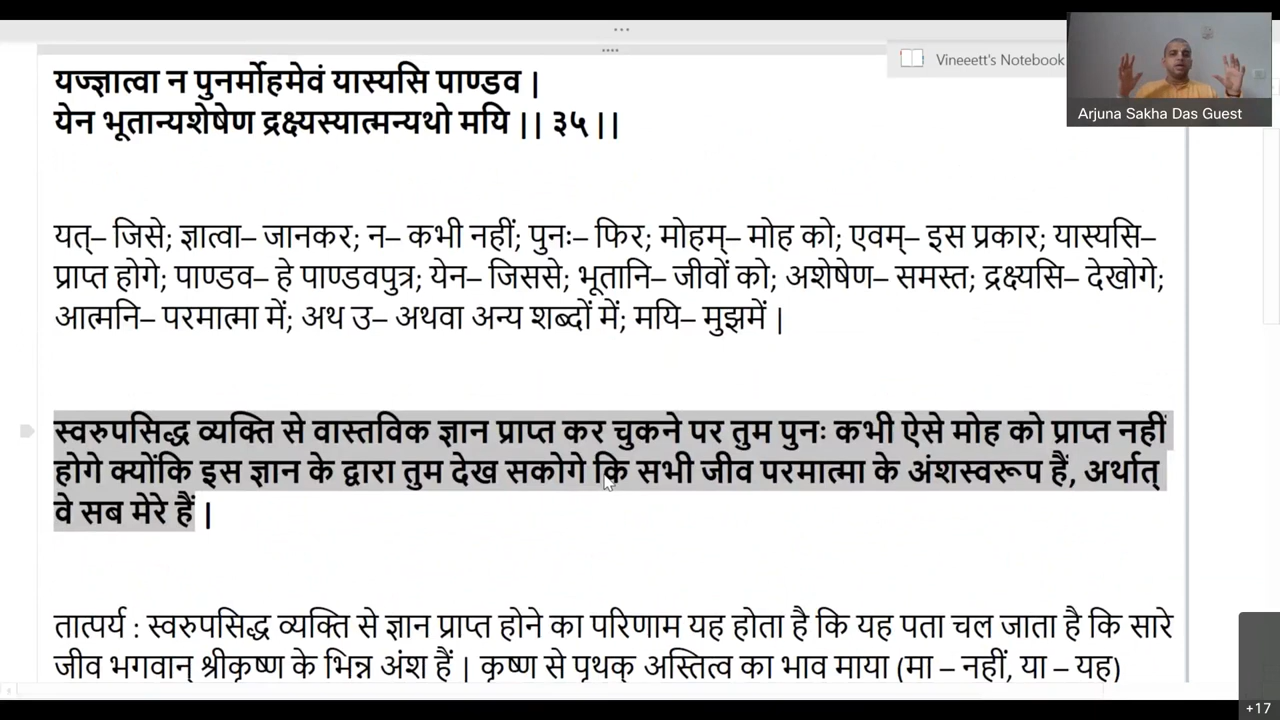 यज्ज्ञात्वा न पुनर्मोहमेवं यास्यसि पाण्डव |
येन भूतान्यशेषेण द्रक्ष्यस्यात्मन्यथो मयि || ३५ ||
Vineeett's Notebook
Arjuna Sakha Das Guest
यत्– जिसे; ज्ञात्वा– जानकर; न– कभी नहीं; पुनः– फिर; मोहम्– मोह को; एवम्– इस प्रकार; यास्यसि–
प्राप्त होगे; पाण्डव– हे पाण्डवपुत्र; येन– जिससे; भूतानि– जीवों को; अशेषेण– समस्त; द्रक्ष्यसि– देखोगे;
आत्मनि– परमात्मा में; अथ उ– अथवा अन्य शब्दों में; मयि– मुझमें |
स्वरुपसिद्ध व्यक्ति से वास्तविक ज्ञान प्राप्त कर चुकने पर तुम पुनः कभी ऐसे मोह को प्राप्त नहीं
होगे क्योंकि इस ज्ञान के द्वारा तुम देख सकोगे कि सभी जीव परमात्मा के अंशस्वरूप हैं, अर्थात्
वे सब मेरे हैं |
तात्पर्य : स्वरुपसिद्ध व्यक्ति से ज्ञान प्राप्त होने का परिणाम यह होता है कि यह पता चल जाता है कि सारे
जीव भगवान् श्रीकृष्ण के भिन्न अंश हैं | कृष्ण से पृथक् अस्तित्व का भाव माया (मा – नहीं, या – यह)
+17